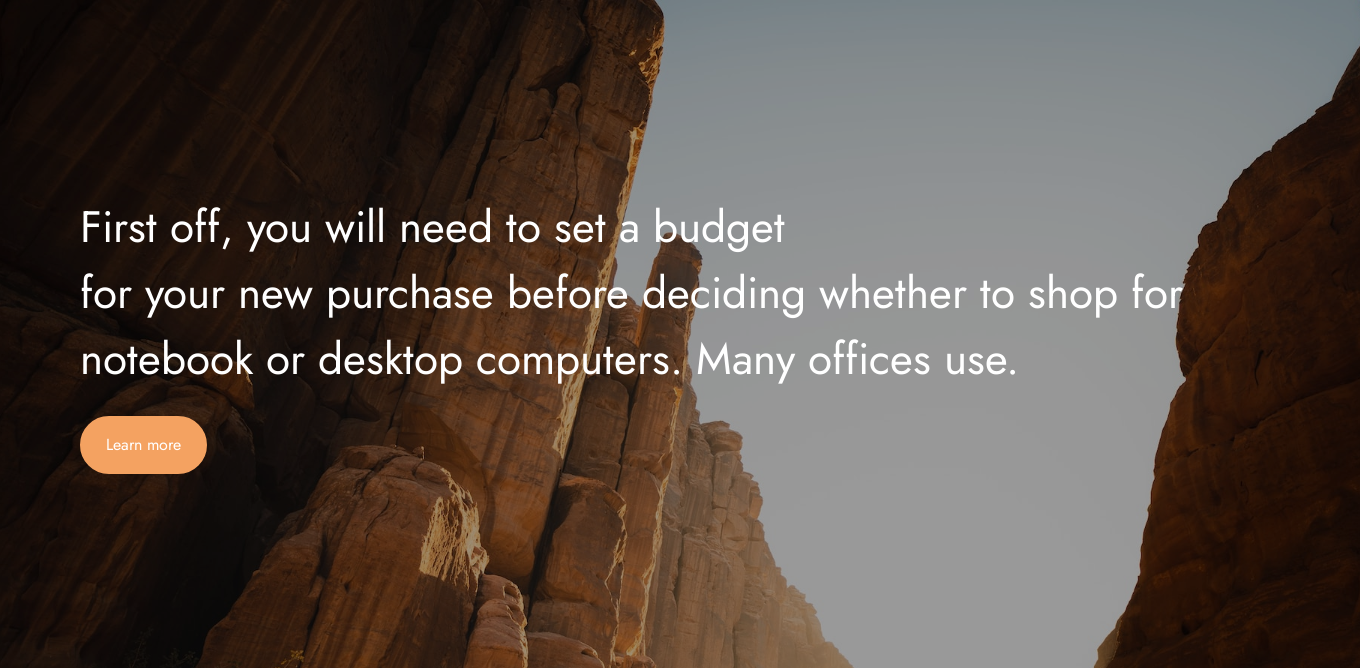 First off, you will need to set a budget
for your new purchase before deciding whether to shop for
notebook or desktop computers. Many offices use.
Learn more